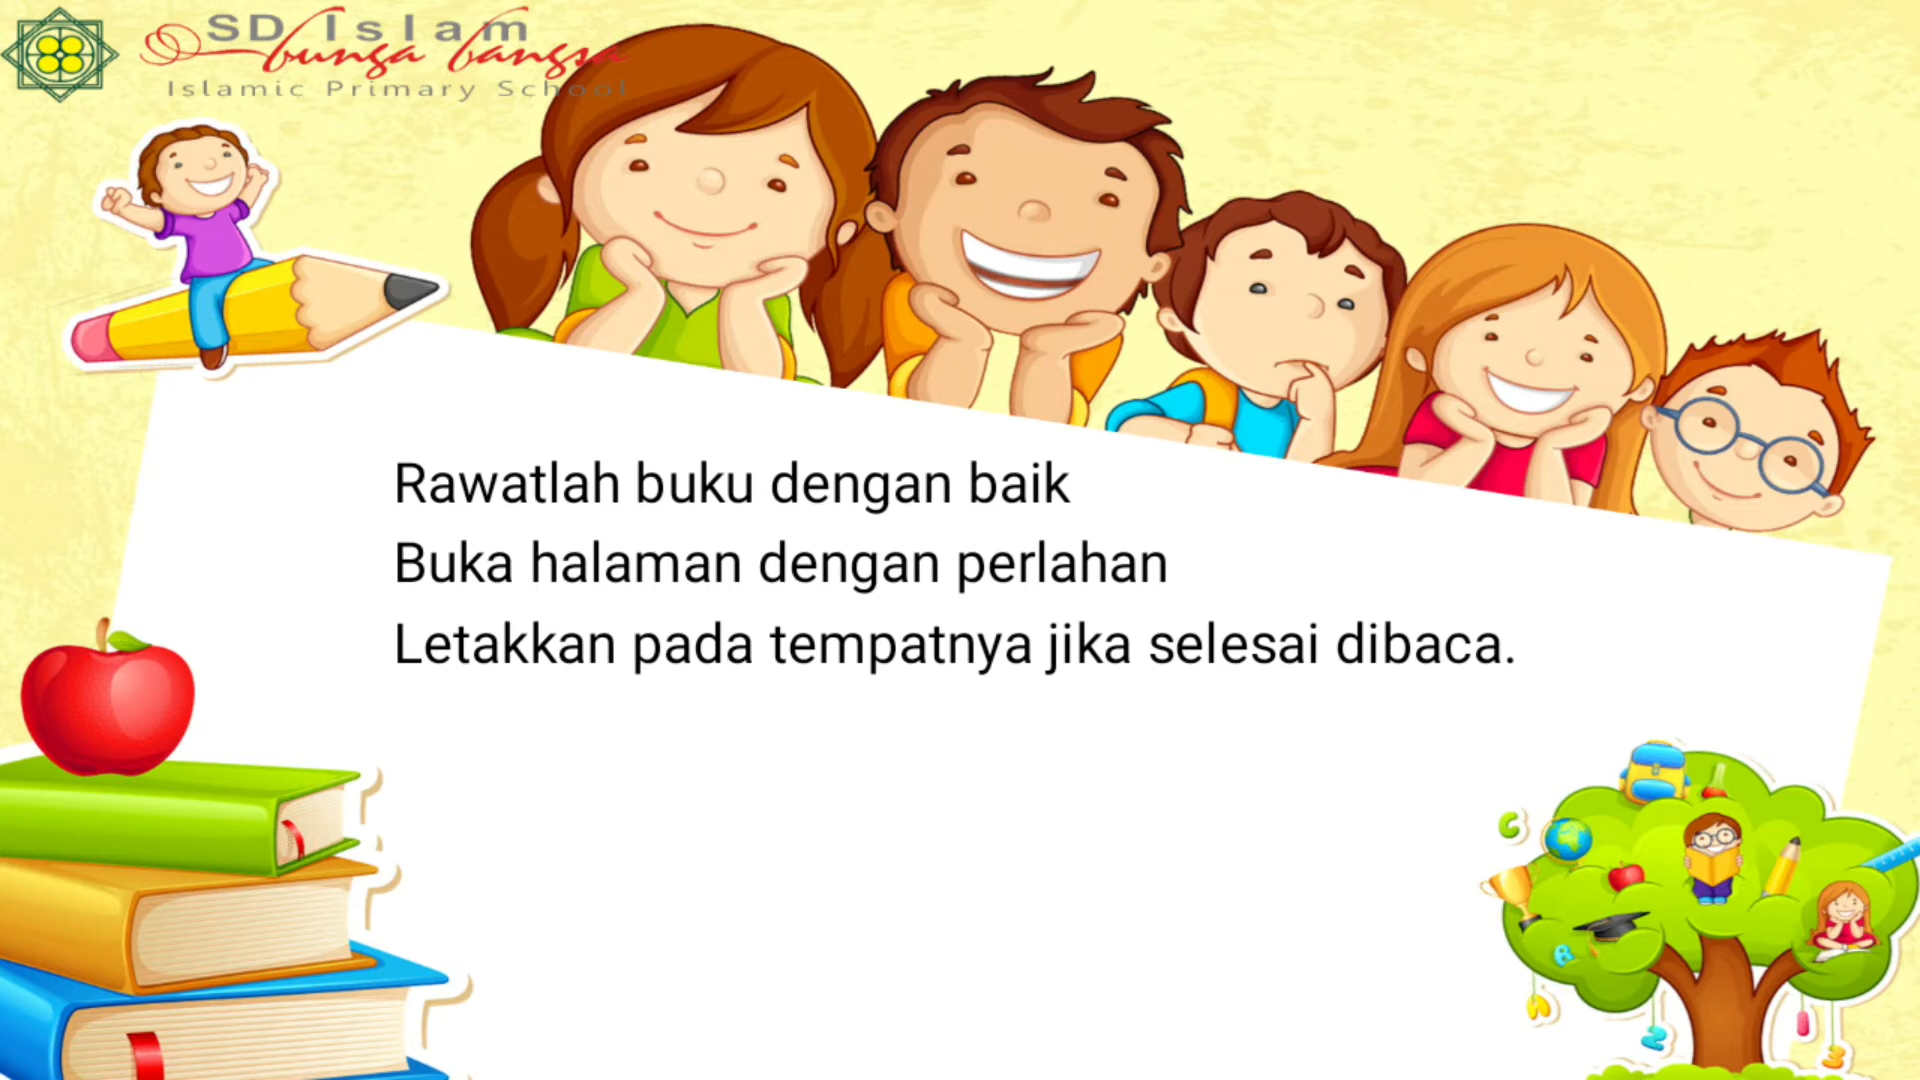 SD Islam
bunga bangsa
Islamic Primary School
Rawatlah buku dengan baik
Buka halaman dengan perlahan
Letakkan pada tempatnya jika selesai dibaca.